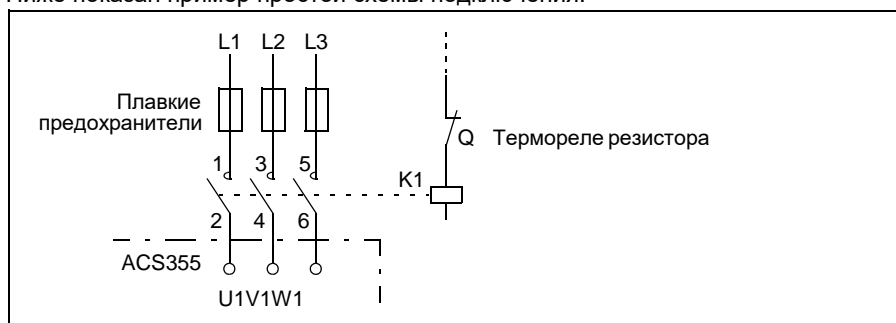 Ниже показан пример простой схемы подключения.
L1 L2 L3
Плавкие
предохранители
Q Термореле резистора
1 3 5
K1
2 4 6
ACS355
U1V1W1